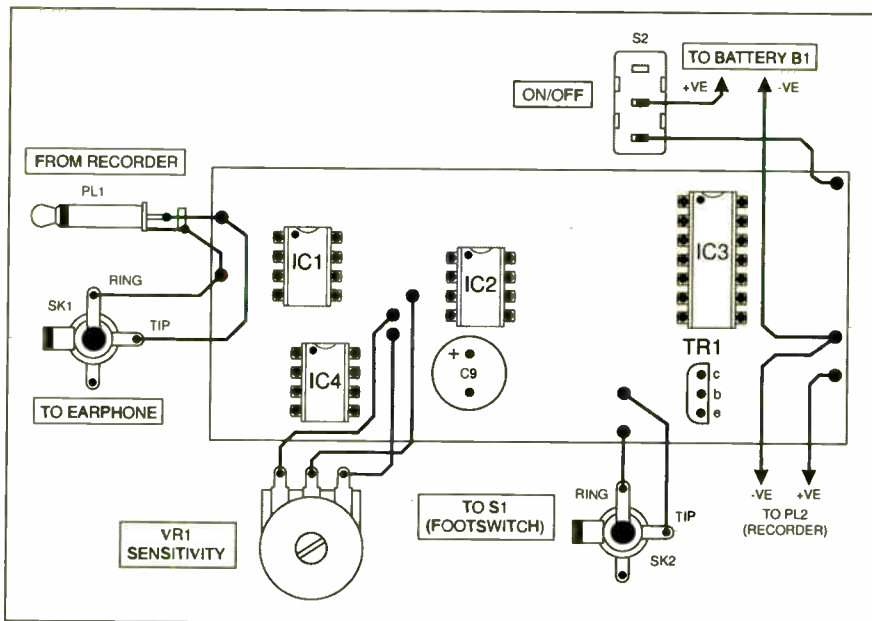 S2
TO BATTERY B1
+VE
-VE
ON/OFF
FROM RECORDER
PL1
IC1
IC2
IC3
RING
SK1
TIP
TR1
+
C9
IC4
c
b
e
TO EARPHONE
RING
TO S1
(FOOTSWITCH)
TIP
-VE
+VE
TO PL2
(RECORDER)
VR1
SENSITIVITY
SK2